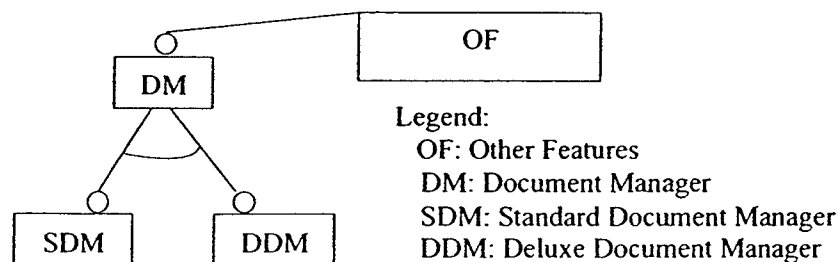 OF
DM
Legend:
OF: Other Features
DM: Document Manager
SDM: Standard Document Manager
DDM: Deluxe Document Manager
SDM
DDM